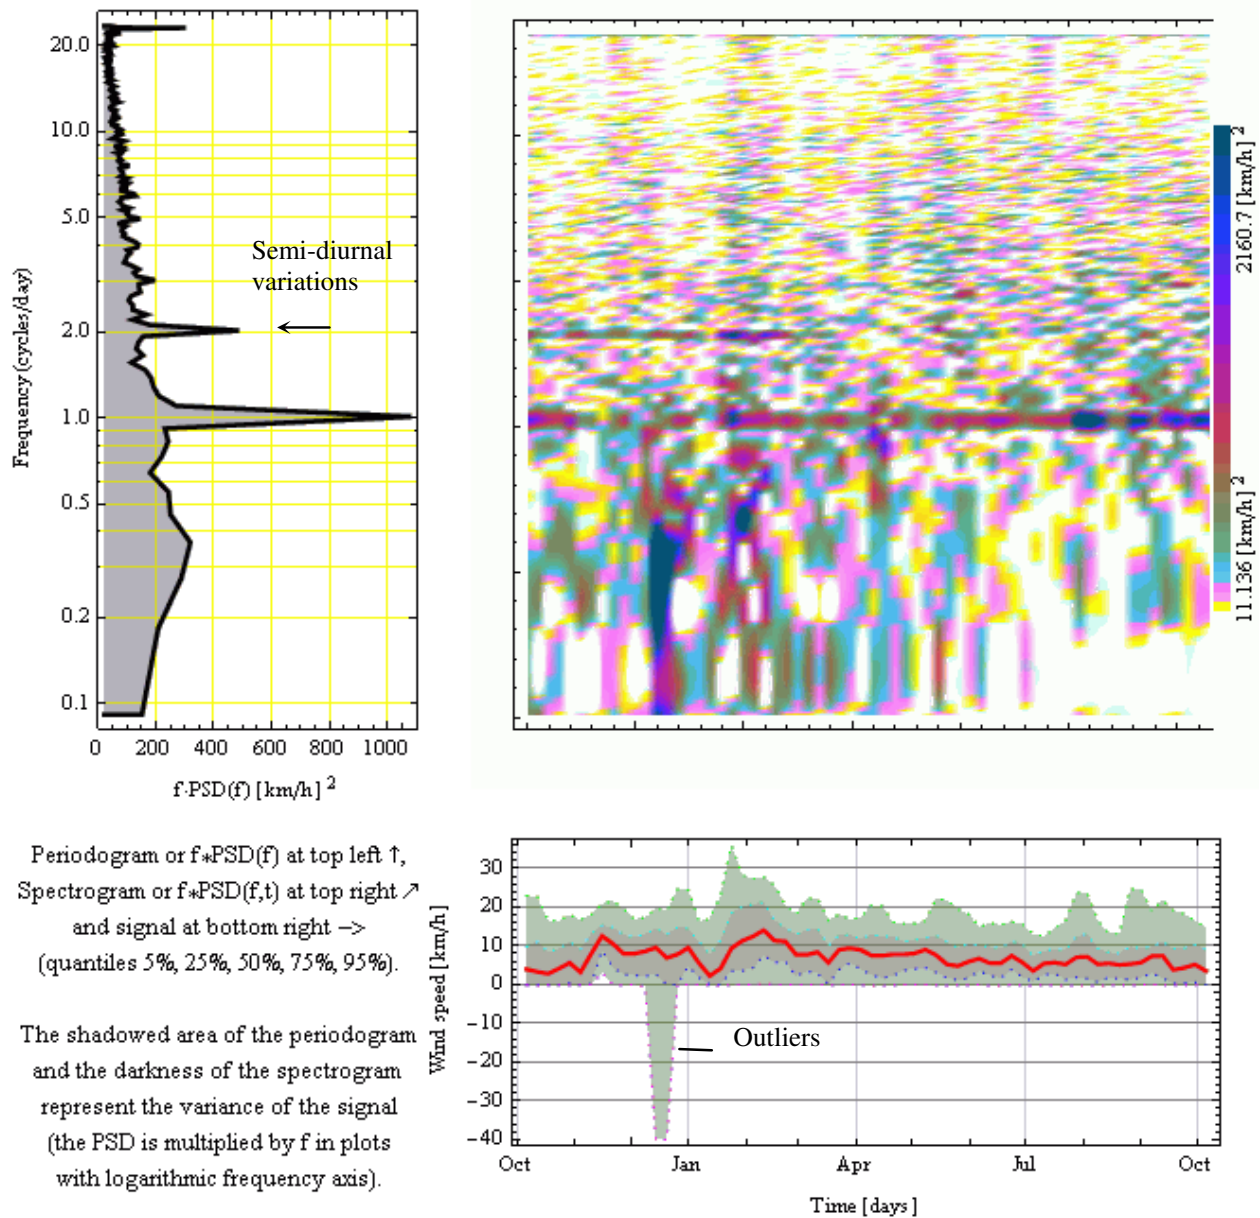 20.0
10.0
5.0
2.0
1.0
0.5
0.2
0.1
Frequency (cycles/day)
Semi-diurnal
variations
0 200 400 600 800 1000
f·PSD(f) [km/h] 2
11.136 [km/h] 2 2160.7 [km/h] 2
Periodogram or f*PSD(f) at top left ↑,
Spectrogram or f*PSD(f,t) at top right ↗
and signal at bottom right −>
(quantiles 5%, 25%, 50%, 75%, 95%).
The shadowed area of the periodogram
and the darkness of the spectrogram
represent the variance of the signal
(the PSD is multiplied by f in plots
with logarithmic frequency axis).
Wind speed [km/h]
30
20
10
0
−10
−20
−30
−40
Outliers
Oct Jan Apr Jul Oct
Time [days]